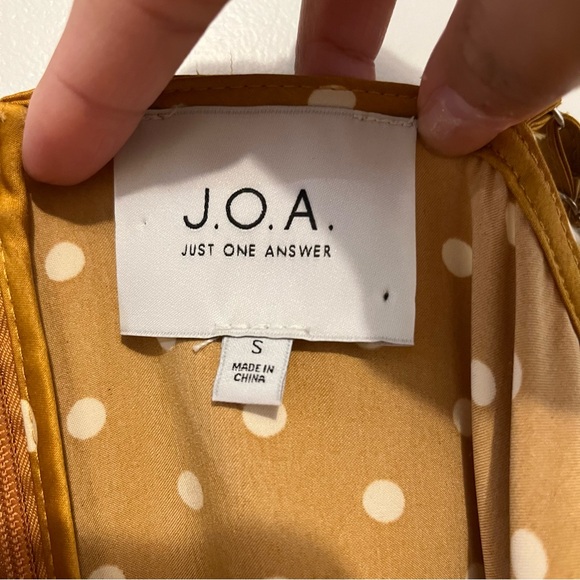 J.O.A.
JUST ONE ANSWER
S
MADE IN
CHINA